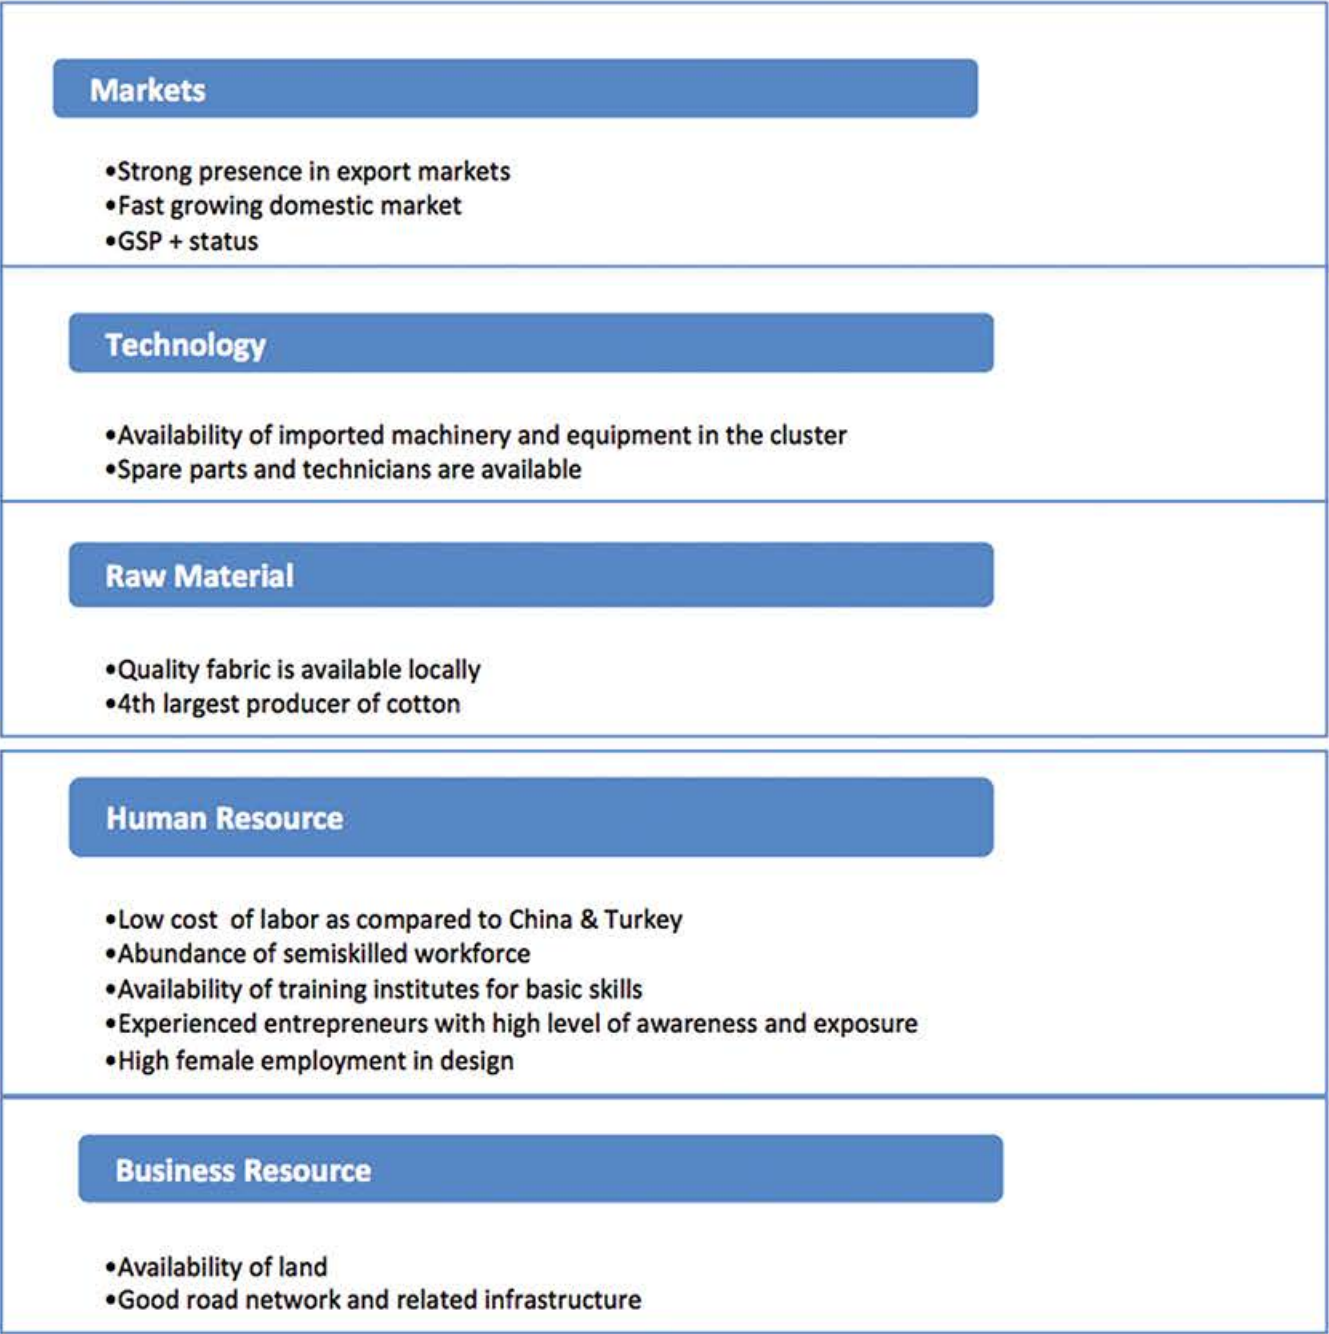 Markets
•Strong presence in export markets
•Fast growing domestic market
•GSP + status
Technology
•Availability of imported machinery and equipment in the cluster
•Spare parts and technicians are available
Raw Material
•Quality fabric is available locally
•4th largest producer of cotton
Human Resource
•Low cost  of labor as compared to China & Turkey
•Abundance of semiskilled workforce
•Availability of training institutes for basic skills
•Experienced entrepreneurs with high level of awareness and exposure
•High female employment in design
Business Resource
•Availability of land
•Good road network and related infrastructure